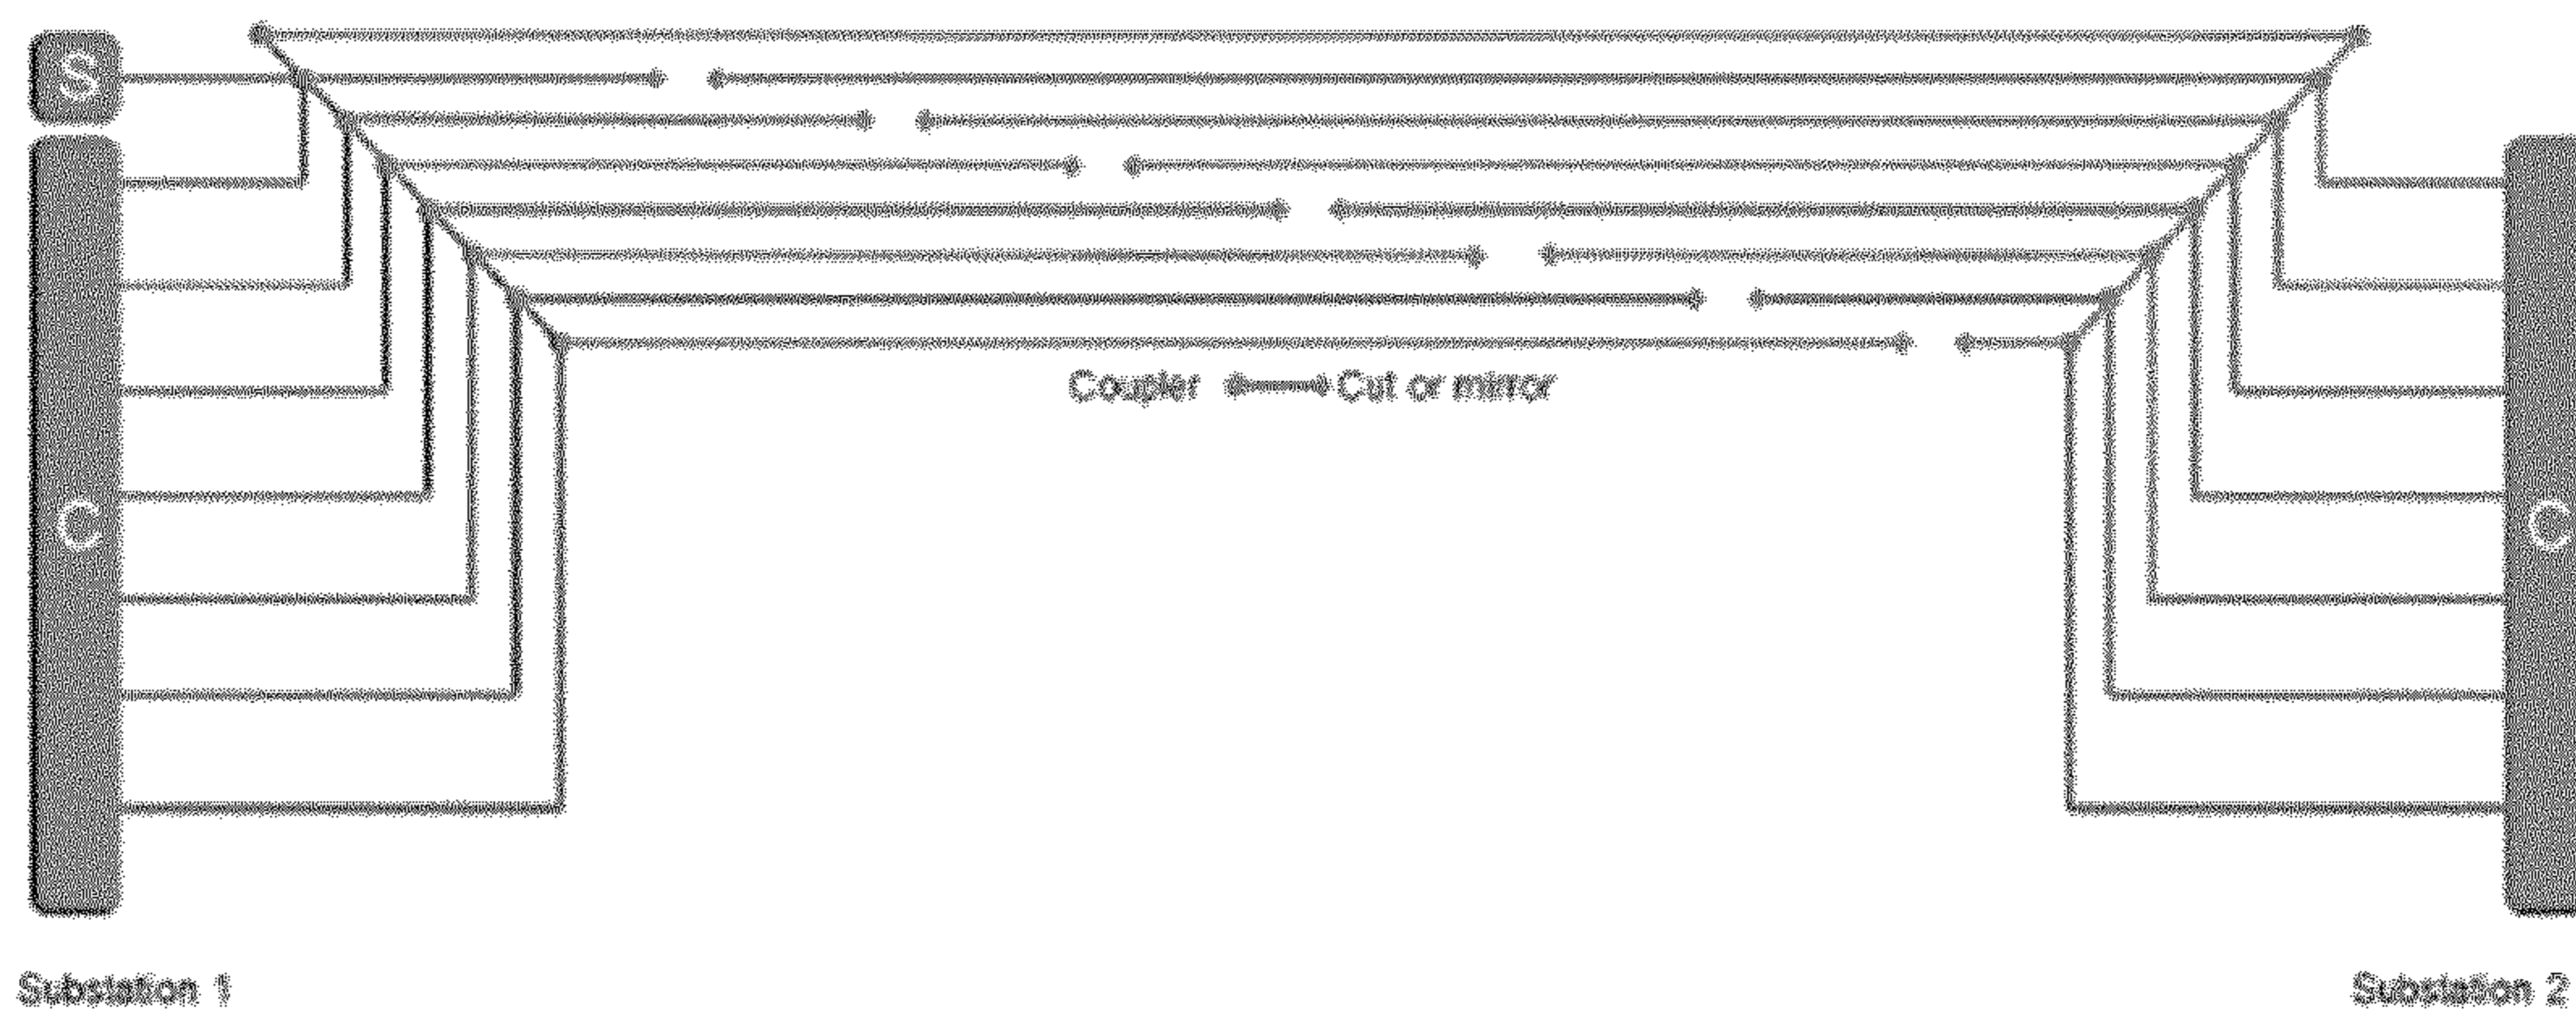 S
Coupler Cut or mirror
C
C
Substation 1
Substation 2